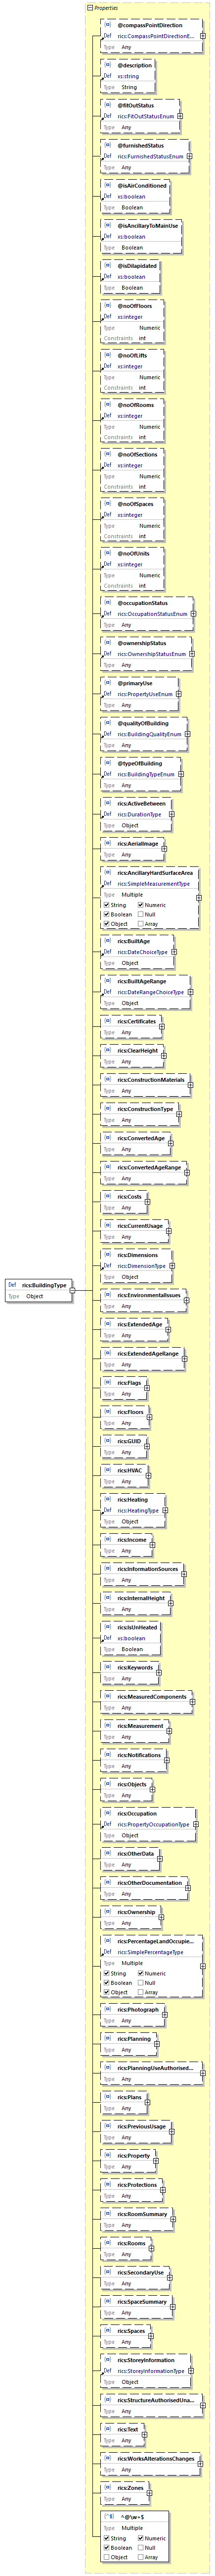 Properties
@compassPointDirection
Def rics:CompassPointDirectionE...
Type Any
@description
Def xs:string
Type String
@fitOutStatus
Def rics:FitOutStatusEnum
Type Any
@furnishedStatus
Def rics:FurnishedStatusEnum
Type Any
@isAirConditioned
Def xs:boolean
Type Boolean
@isAncillaryToMainUse
Def xs:boolean
Type Boolean
@isDilapidated
Def xs:boolean
Type Boolean
@noOfFloors
Def xs:integer
Type Numeric
Constraints int
@noOfLifts
Def xs:integer
Type Numeric
Constraints int
@noOfRooms
Def xs:integer
Type Numeric
Constraints int
@noOfSections
Def xs:integer
Type Numeric
Constraints int
@noOfSpaces
Def xs:integer
Type Numeric
Constraints int
@noOfUnits
Def xs:integer
Type Numeric
Constraints int
@occupationStatus
Def rics:OccupationStatusEnum
Type Any
@ownershipStatus
Def rics:OwnershipStatusEnum
Type Any
@primaryUse
Def rics:PropertyUseEnum
Type Any
@qualityOfBuilding
Def rics:BuildingQualityEnum
Type Any
@typeOfBuilding
Def rics:BuildingTypeEnum
Type Any
rics:ActiveBetween
Def rics:DurationType
Type Object
rics:AerialImage
Type Any
rics:AncillaryHardSurfaceArea
Def rics:SimpleMeasurementType
Type Multiple
String Numeric
Boolean Null
Object Array
rics:BuiltAge
Def rics:DateChoiceType
Type Object
rics:BuiltAgeRange
Def rics:DateRangeChoiceType
Type Object
rics:Certificates
Type Any
rics:ClearHeight
Type Any
rics:ConstructionMaterials
Type Any
rics:ConstructionType
Type Any
rics:ConvertedAge
Type Any
rics:ConvertedAgeRange
Type Any
rics:Costs
Type Any
rics:CurrentUsage
Type Any
rics:Dimensions
Def rics:DimensionType
Type Object
Def rics:BuildingType
Type Object
rics:EnvironmentalIssues
Type Any
rics:ExtendedAge
Type Any
rics:ExtendedAgeRange
Type Any
rics:Flags
Type Any
rics:Floors
Type Any
rics:GUID
Type Any
rics:HVAC
Type Any
rics:Heating
Def rics:HeatingType
Type Object
rics:Income
Type Any
rics:InformationSources
Type Any
rics:InternalHeight
Type Any
rics:IsUnHeated
Def xs:boolean
Type Boolean
rics:Keywords
Type Any
rics:MeasuredComponents
Type Any
rics:Measurement
Type Any
rics:Notifications
Type Any
rics:Objects
Type Any
rics:Occupation
Def rics:PropertyOccupationType
Type Object
rics:OtherData
Type Any
rics:OtherDocumentation
Type Any
rics:Ownership
Type Any
rics:PercentageLandOccupie...
Def rics:SimplePercentageType
Type Multiple
String Numeric
Boolean Null
Object Array
rics:Photograph
Type Any
rics:Planning
Type Any
rics:PlanningUseAuthorised...
Type Any
rics:Plans
Type Any
rics:PreviousUsage
Type Any
rics:Property
Type Any
rics:Protections
Type Any
rics:RoomSummary
Type Any
rics:Rooms
Type Any
rics:SecondaryUse
Type Any
rics:SpaceSummary
Type Any
rics:Spaces
Type Any
rics:StoreyInformation
Def rics:StoreyInformationType
Type Object
rics:StructureAuthorisedUna...
Type Any
rics:Text
Type Any
rics:WorksAlterationsChanges
Type Any
rics:Zones
Type Any
^@\w+$
Type Multiple
String Numeric
Boolean Null
Object Array